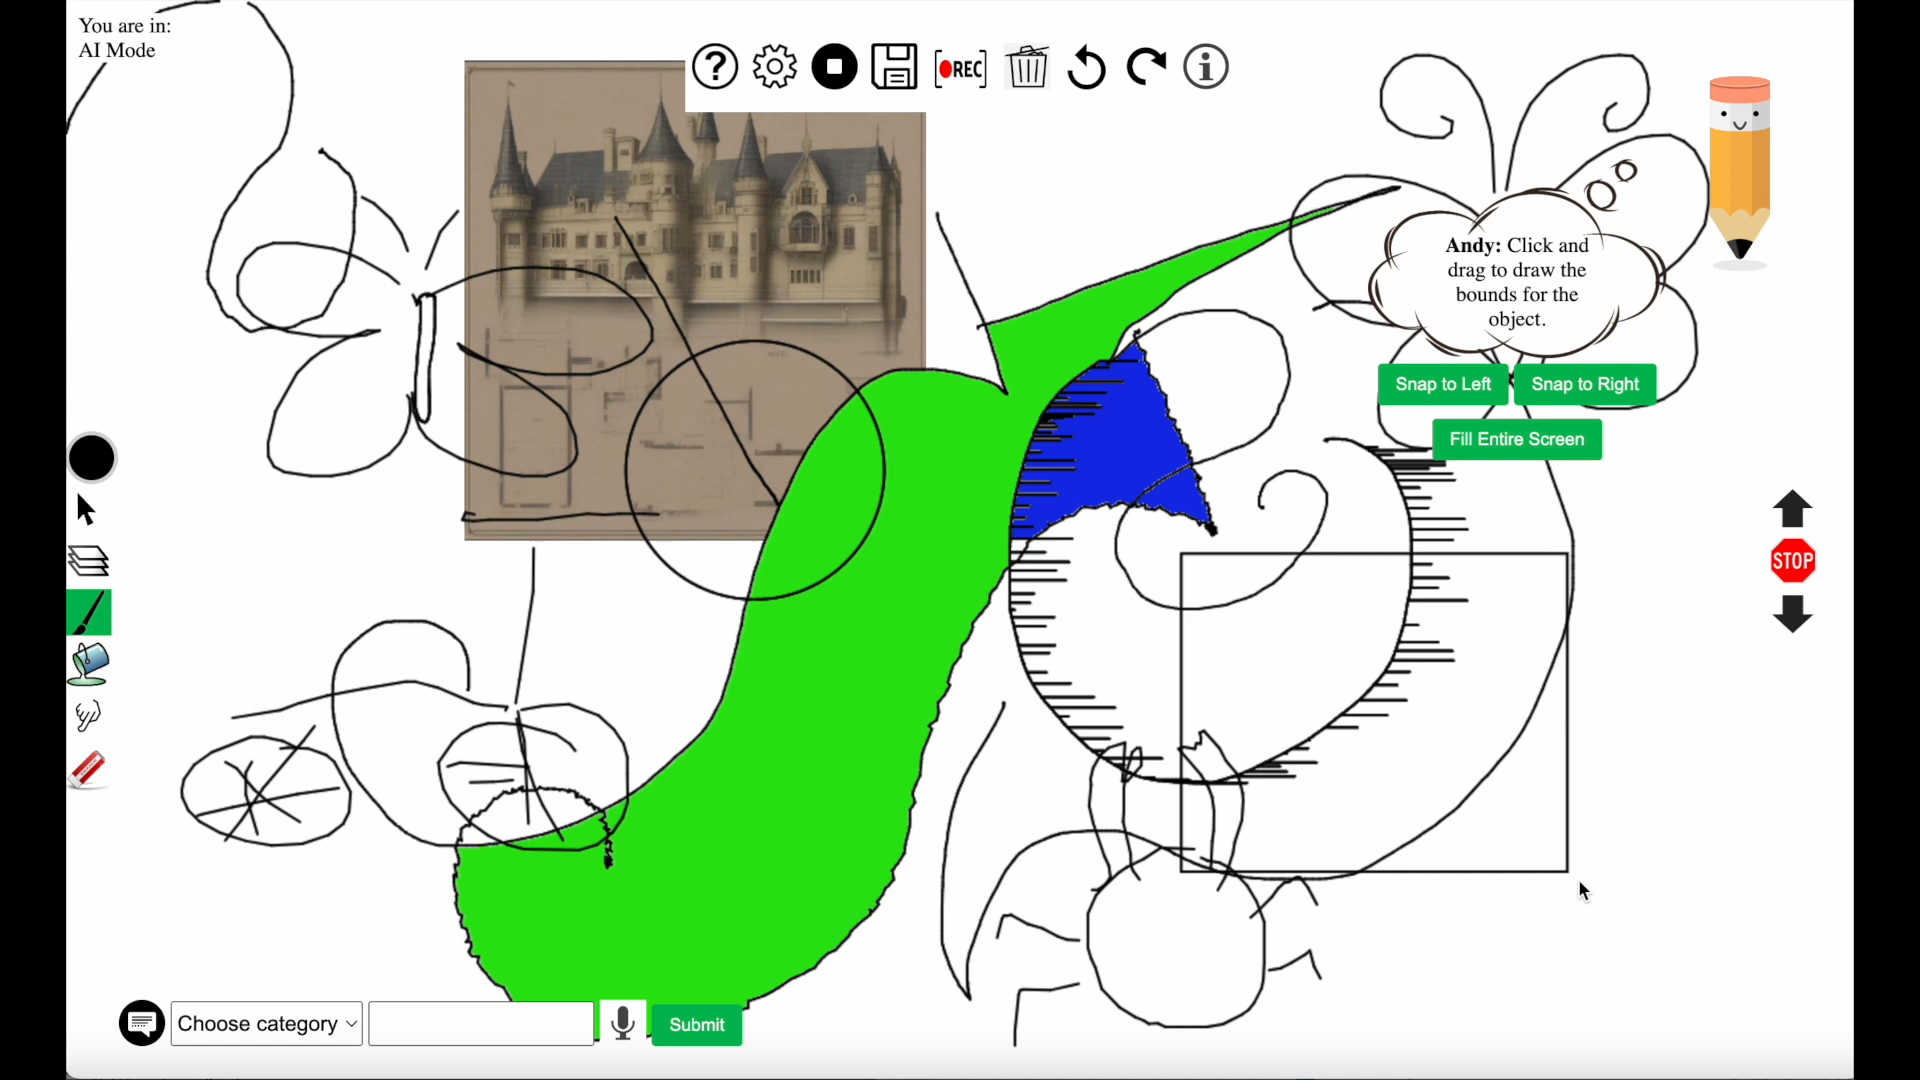 You are in:
AI Mode
?
REC
i
Andy: Click and
drag to draw the
bounds for the
object.
Snap to Left
Snap to Right
Fill Entire Screen
STOP
Choose category
Submit